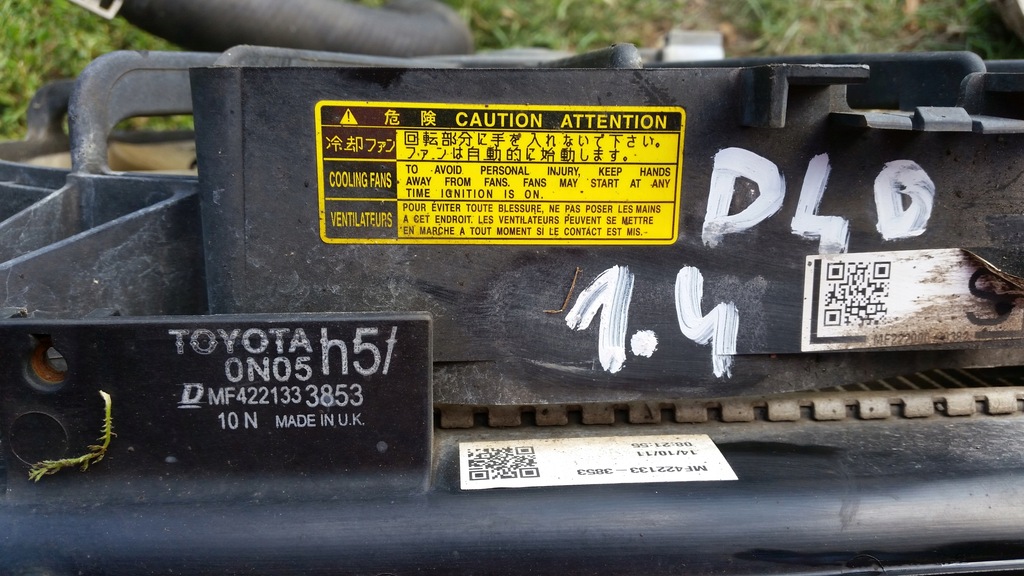 危険 CAUTION ATTENTION
冷却ファン
回転部分に手を入れないで下さい。
ファンは自動的に始動します。
COOLING FANS
TO AVOID PERSONAL INJURY, KEEP HANDS
AWAY FROM FANS. FANS MAY START AT ANY
TIME IGNITION IS ON.
VENTILATEURS
POUR ÉVITER TOUTE BLESSURE, NE PAS POSER LES MAINS
A CET ENDROIT. LES VENTILATEURS PEUVENT SE METTRE
EN MARCHE A TOUT MOMENT SI LE CONTACT EST MIS.
D4D
1.4
TOYOTA h5/
0N05
D MF422133 3853
10 N MADE IN U.K.
MF422133-3853
14/10/11
08:21:55